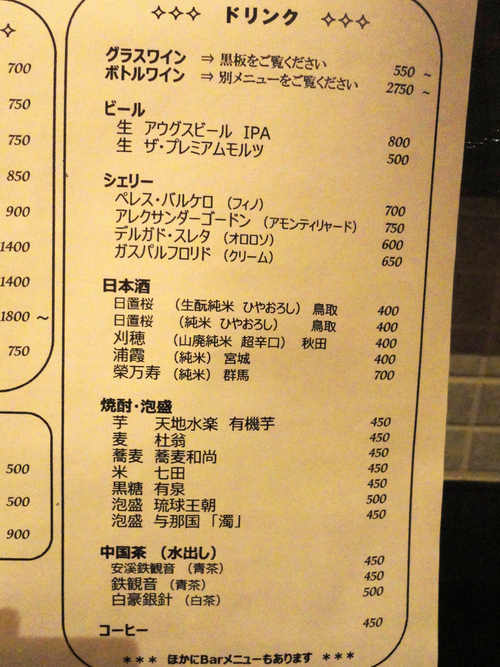 700
750
750
850
900
1400
1400
1800 ～
750
500
500
900
✧✧✧ ドリンク ✧✧✧
グラスワイン ⇒ 黒板をご覧ください 550 ～
ボトルワイン ⇒ 別メニューをご覧ください 2750 ～
ビール
生 アウグスビール IPA 800
生 ザ・プレミアムモルツ 500
シェリー
ペレス・バルケロ （フィノ） 700
アレクサンダーゴードン （アモンティリャード） 750
デルガド・スレタ （オロロソ） 600
ガスパルフロリド （クリーム） 650
日本酒
日置桜 （生酛純米 ひやおろし） 鳥取 400
日置桜 （純米 ひやおろし） 鳥取 400
刈穂 （山廃純米 超辛口） 秋田 400
浦霞 （純米） 宮城 400
榮万寿 （純米） 群馬 700
焼酎・泡盛
芋 天地水楽 有機芋 450
麦 杜翁 450
蕎麦 蕎麦和尚 450
米 七田 450
黒糖 有泉 450
泡盛 琉球王朝 500
泡盛 与那国「濁」 450
中国茶 （水出し）
安溪鉄観音 （青茶） 450
鉄観音 （青茶） 450
白豪銀針 （白茶） 500
コーヒー 450
＊＊＊ ほかにBarメニューもあります ＊＊＊